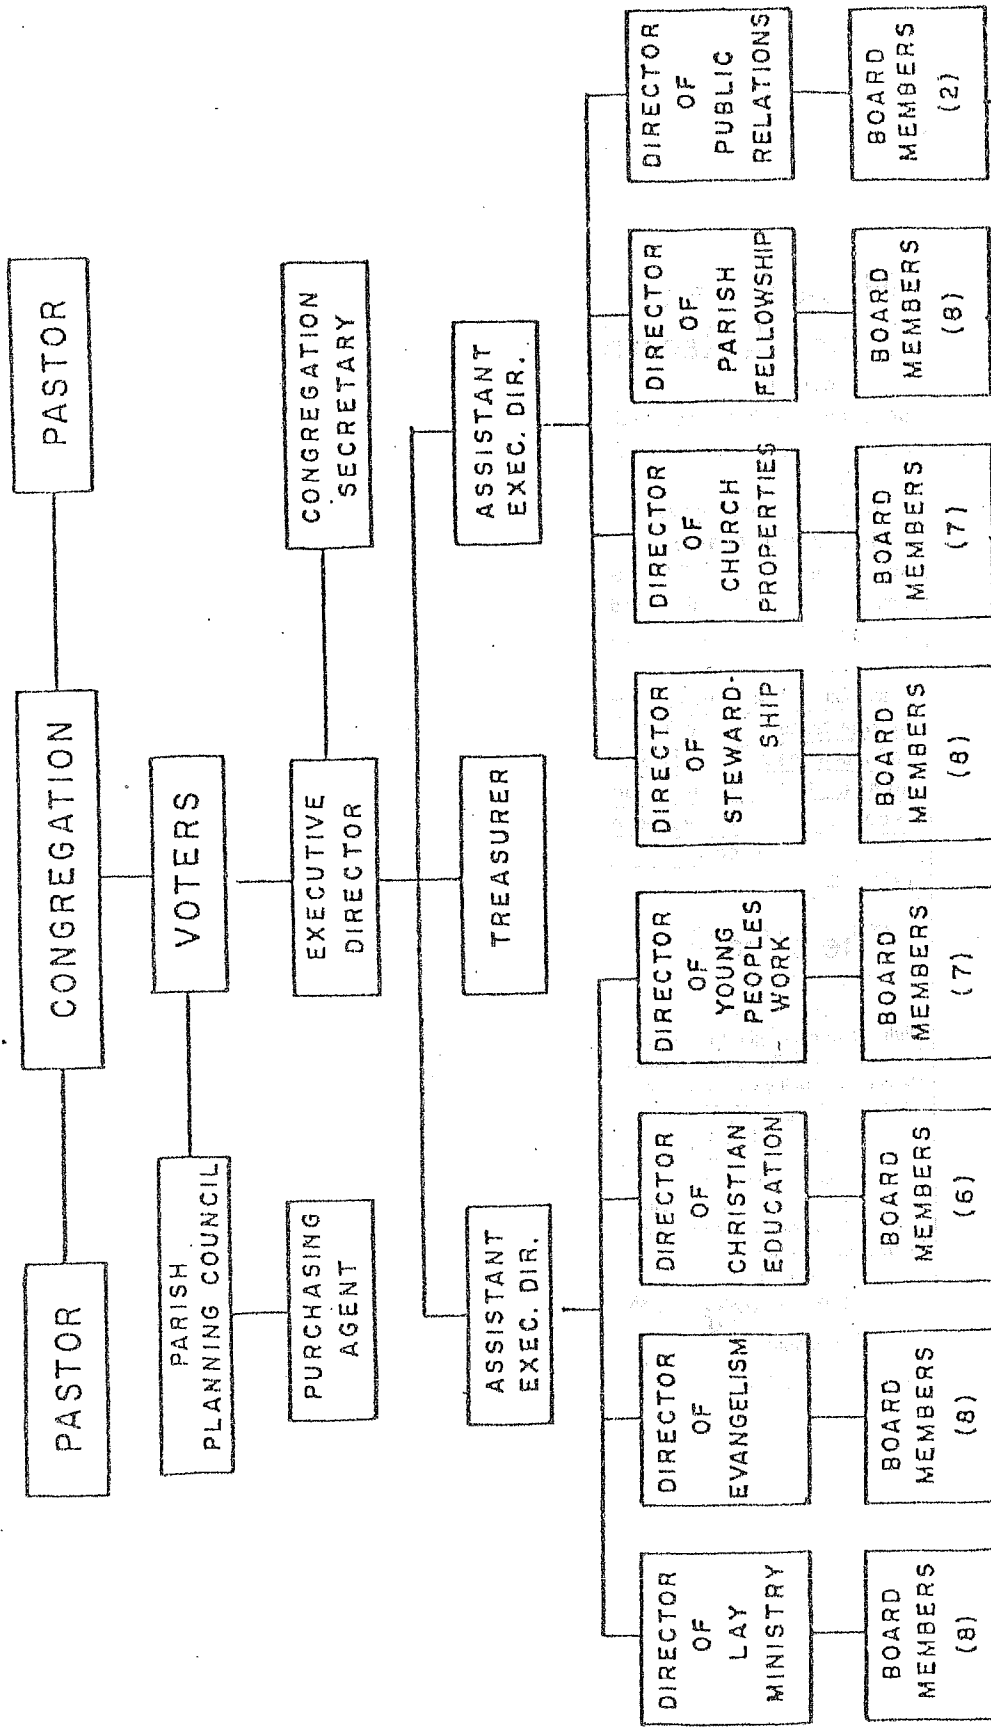 PASTOR
CONGREGATION
PASTOR
PARISH
PLANNING COUNCIL
VOTERS
PURCHASING
AGENT
EXECUTIVE
DIRECTOR
CONGREGATION
SECRETARY
ASSISTANT
EXEC. DIR.
TREASURER
ASSISTANT
EXEC. DIR.
DIRECTOR
OF
LAY
MINISTRY
DIRECTOR
OF
EVANGELISM
DIRECTOR
OF
CHRISTIAN
EDUCATION
DIRECTOR
OF
YOUNG
PEOPLES
WORK
DIRECTOR
OF
STEWARD-
SHIP
DIRECTOR
OF
CHURCH
PROPERTIES
DIRECTOR
OF
PARISH
FELLOWSHIP
DIRECTOR
OF
PUBLIC
RELATIONS
BOARD
MEMBERS
(8)
BOARD
MEMBERS
(8)
BOARD
MEMBERS
(6)
BOARD
MEMBERS
(7)
BOARD
MEMBERS
(8)
BOARD
MEMBERS
(7)
BOARD
MEMBERS
(8)
BOARD
MEMBERS
(2)